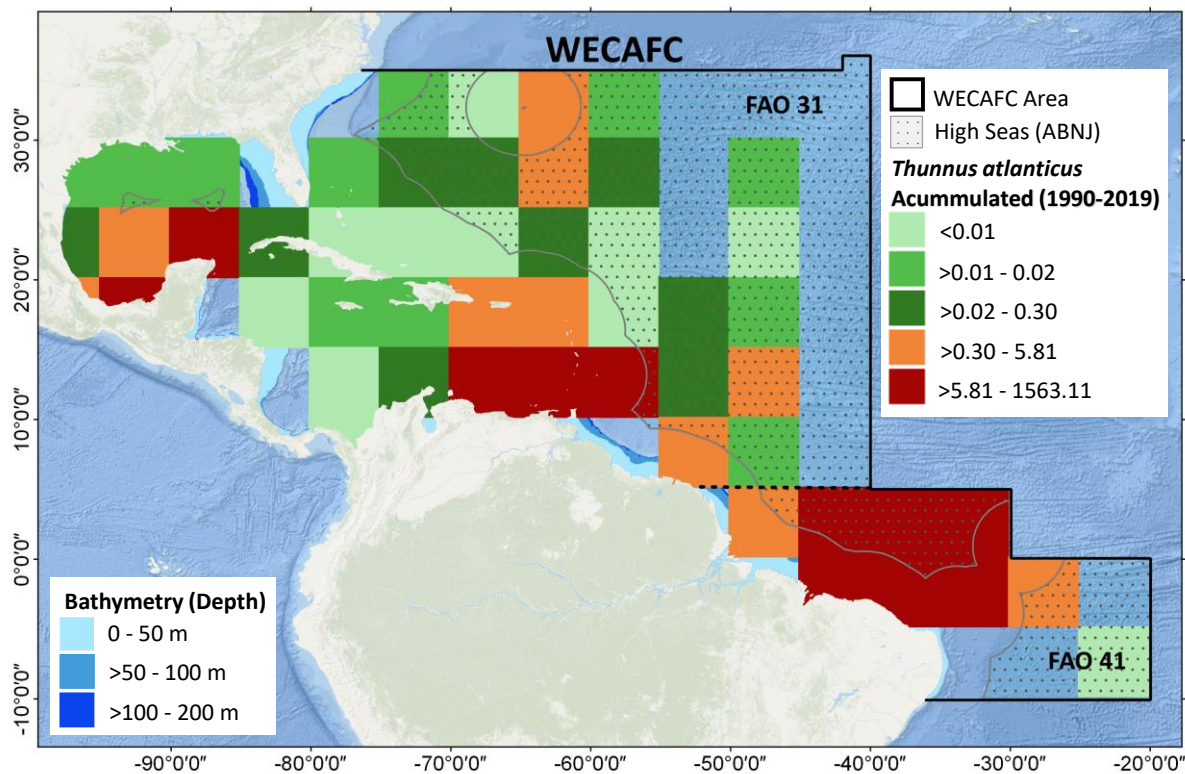 WECAFC
FAO 31
WECAFC Area
High Seas (ABNJ)
Thunnus atlanticus
Acummulated (1990-2019)
<0.01
>0.01 - 0.02
>0.02 - 0.30
>0.30 - 5.81
>5.81 - 1563.11
30°0'0"
20°0'0"
10°0'0"
0°0'0"
-10°0'0"
Bathymetry (Depth)
0 - 50 m
>50 - 100 m
>100 - 200 m
FAO 41
-90°0'0"
-80°0'0"
-70°0'0"
-60°0'0"
-50°0'0"
-40°0'0"
-30°0'0"
-20°0'0"